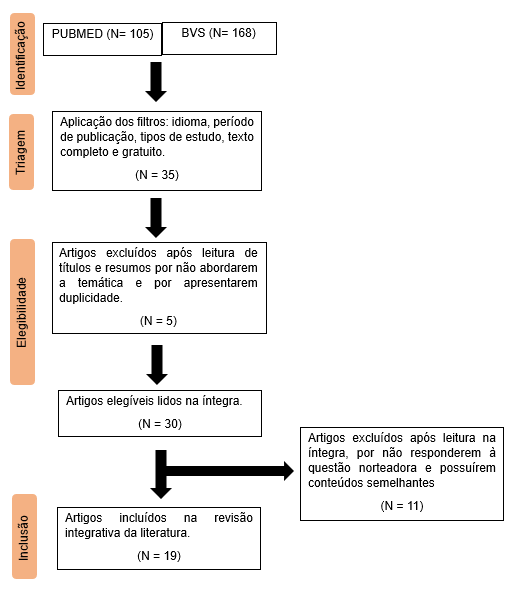 Identificação
PUBMED (N= 105)
BVS (N= 168)
Triagem
Aplicação dos filtros: idioma, período
de publicação, tipos de estudo, texto
completo e gratuito.
(N = 35)
Elegibilidade
Artigos excluídos após leitura de
títulos e resumos por não abordarem
a temática e por apresentarem
duplicidade.
(N = 5)
Artigos elegíveis lidos na íntegra.
(N = 30)
Artigos excluídos após leitura na
íntegra, por não responderem à
questão norteadora e possuírem
conteúdos semelhantes
(N = 11)
Inclusão
Artigos incluídos na revisão
integrativa da literatura.
(N = 19)